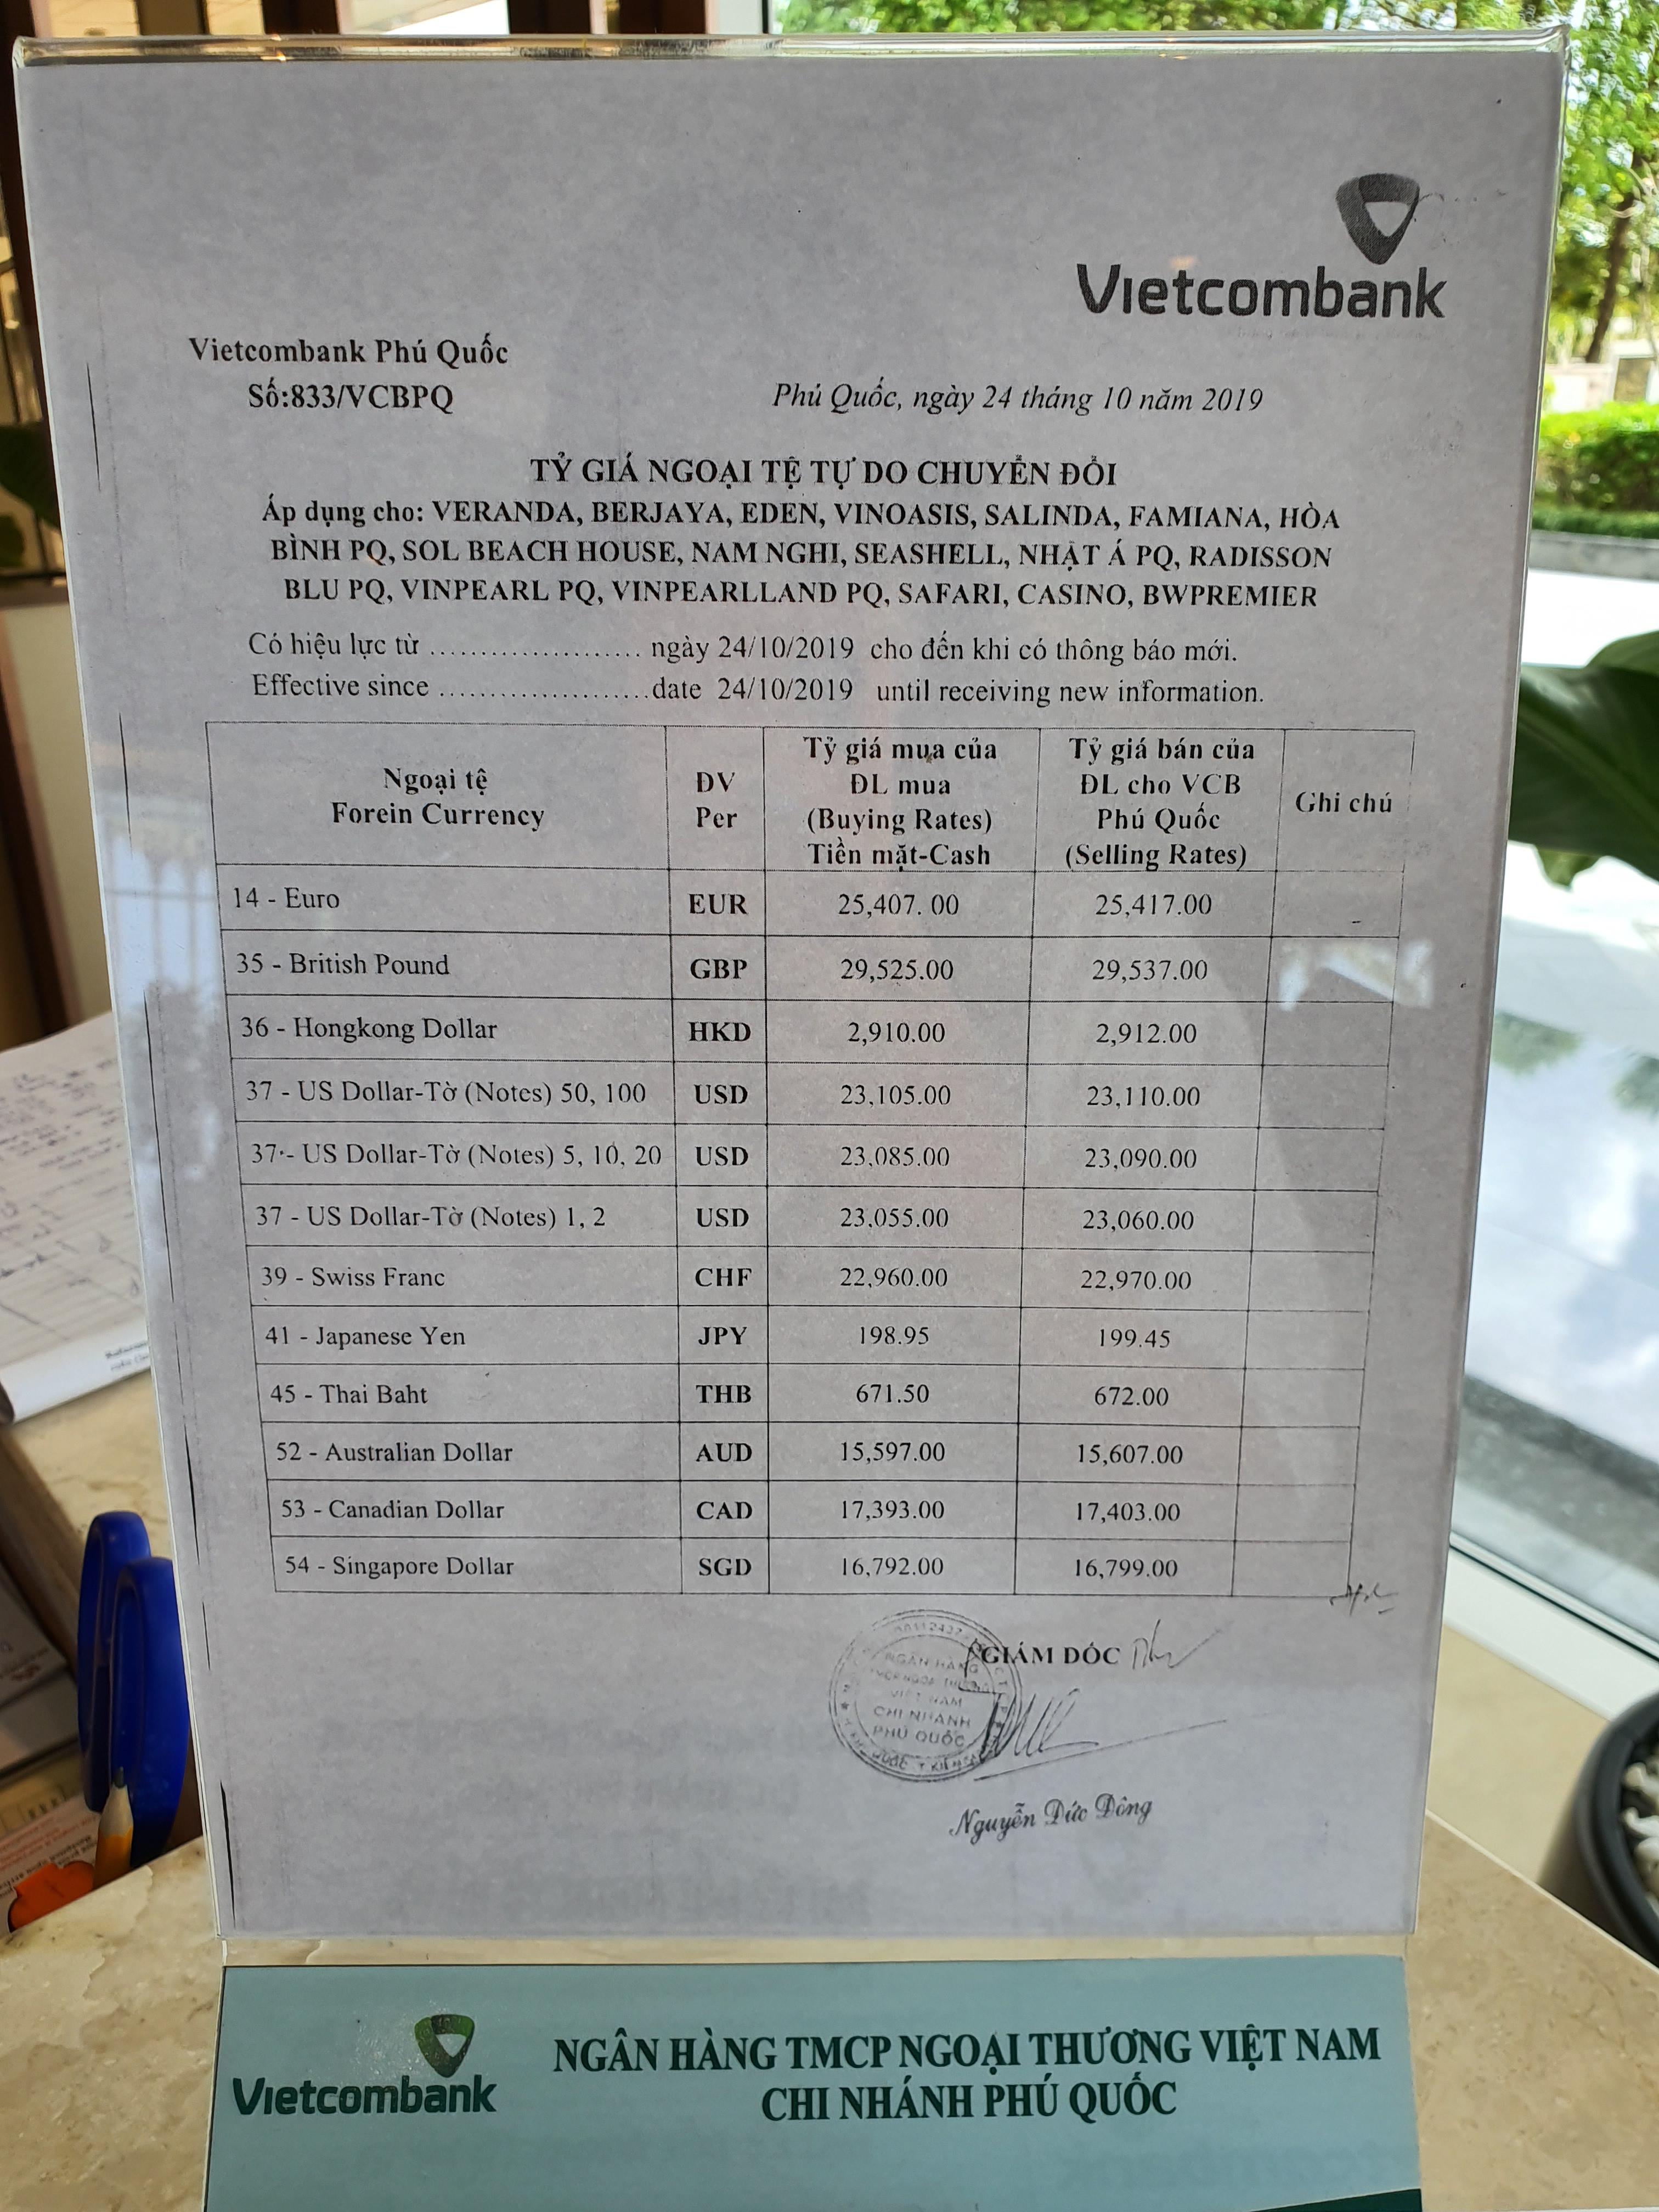 Vietcombank
Vietcombank Phú Quốc
Số:833/VCBPQ
Phú Quốc, ngày 24 tháng 10 năm 2019
TỶ GIÁ NGOẠI TỆ TỰ DO CHUYỂN ĐỔI
Áp dụng cho: VERANDA, BERJAYA, EDEN, VINOASIS, SALINDA, FAMIANA, HÒA
BÌNH PQ, SOL BEACH HOUSE, NAM NGHI, SEASHELL, NHẬT Á PQ, RADISSON
BLU PQ, VINPEARL PQ, VINPEARLLAND PQ, SAFARI, CASINO, BWPREMIER
Có hiệu lực từ ..................... ngày 24/10/2019 cho đến khi có thông báo mới.
Effective since .....................date 24/10/2019 until receiving new information.
Ngoại tệ
Forein Currency
ĐV
Per
Tỷ giá mua của
ĐL mua
(Buying Rates)
Tiền mặt-Cash
Tỷ giá bán của
ĐL cho VCB
Phú Quốc
(Selling Rates)
Ghi chú
14 - Euro EUR 25,407. 00 25,417.00
35 - British Pound GBP 29,525.00 29,537.00
36 - Hongkong Dollar HKD 2,910.00 2,912.00
37 - US Dollar-Tờ (Notes) 50, 100 USD 23,105.00 23,110.00
37 - US Dollar-Tờ (Notes) 5, 10, 20 USD 23,085.00 23,090.00
37 - US Dollar-Tờ (Notes) 1, 2 USD 23,055.00 23,060.00
39 - Swiss Franc CHF 22,960.00 22,970.00
41 - Japanese Yen JPY 198.95 199.45
45 - Thai Baht THB 671.50 672.00
52 - Australian Dollar AUD 15,597.00 15,607.00
53 - Canadian Dollar CAD 17,393.00 17,403.00
54 - Singapore Dollar SGD 16,792.00 16,799.00
GIÁM ĐỐC
NGÂN HÀNG
VIỆT NAM
CHI NHÁNH
PHÚ QUỐC
Nguyễn Đức Dông
Vietcombank
NGÂN HÀNG TMCP NGOẠI THƯƠNG VIỆT NAM
CHI NHÁNH PHÚ QUỐC